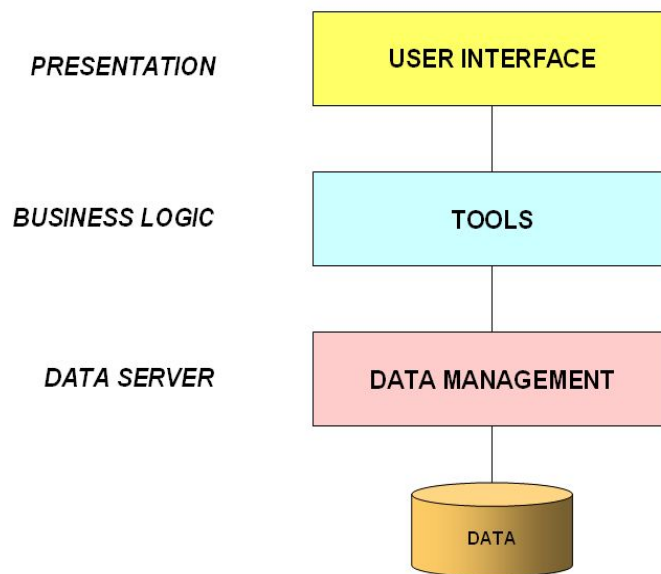 PRESENTATION
USER INTERFACE
BUSINESS LOGIC
TOOLS
DATA SERVER
DATA MANAGEMENT
DATA